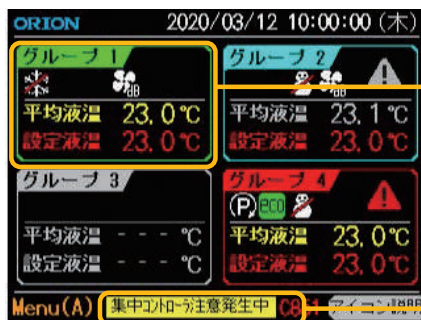 ORION 2020/03/12 10:00:00 (木)
グループ 1
dB
平均液温 23.0℃
設定液温 23.0℃
グループ 2
dB
平均液温 23.1℃
設定液温 23.0℃
グループ 3
平均液温 - - - ℃
設定液温 - - - ℃
グループ 4
P eco
平均液温 23.0℃
設定液温 23.0℃
Menu(A) 集中コントローラ注意発生中 アイコン説明